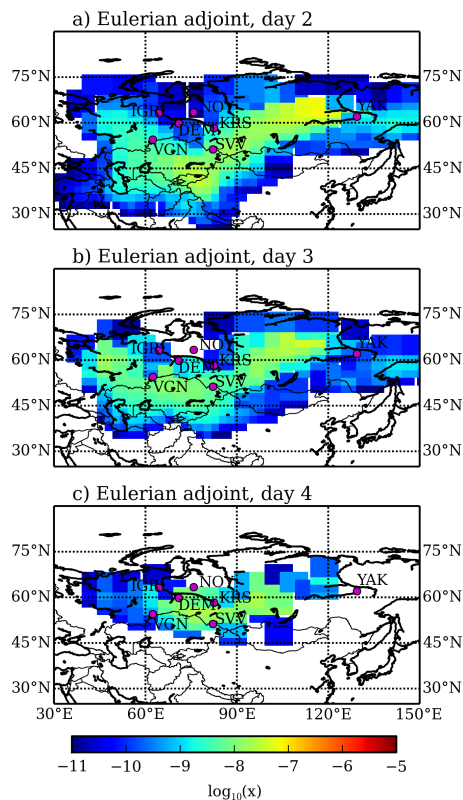 a) Eulerian adjoint, day 2
75°N 75°N
IGR NOY YAK
60°N 60°N
DEM KRS
VGN SVV
45°N 45°N
30°N 30°N
b) Eulerian adjoint, day 3
75°N 75°N
IGR NO YAK
60°N 60°N
DEM KRS
VGN SVV
45°N 45°N
30°N 30°N
c) Eulerian adjoint, day 4
75°N 75°N
IGR NOY YAK
60°N 60°N
DEM KRS
VGN SVV
45°N 45°N
30°N 30°N
30°E 60°E 90°E 120°E 150°E
−11 −10 −9 −8 −7 −6 −5
log₁₀(x)